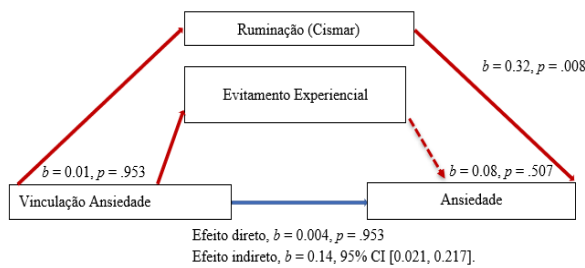 Ruminação (Cismar)
b = 0.32, p = .008
Evitamento Experiencial
b = 0.01, p = .953
b = 0.08, p = .507
Vinculação Ansiedade
Ansiedade
Efeito direto, b = 0.004, p = .953
Efeito indireto, b = 0.14, 95% CI [0.021, 0.217].